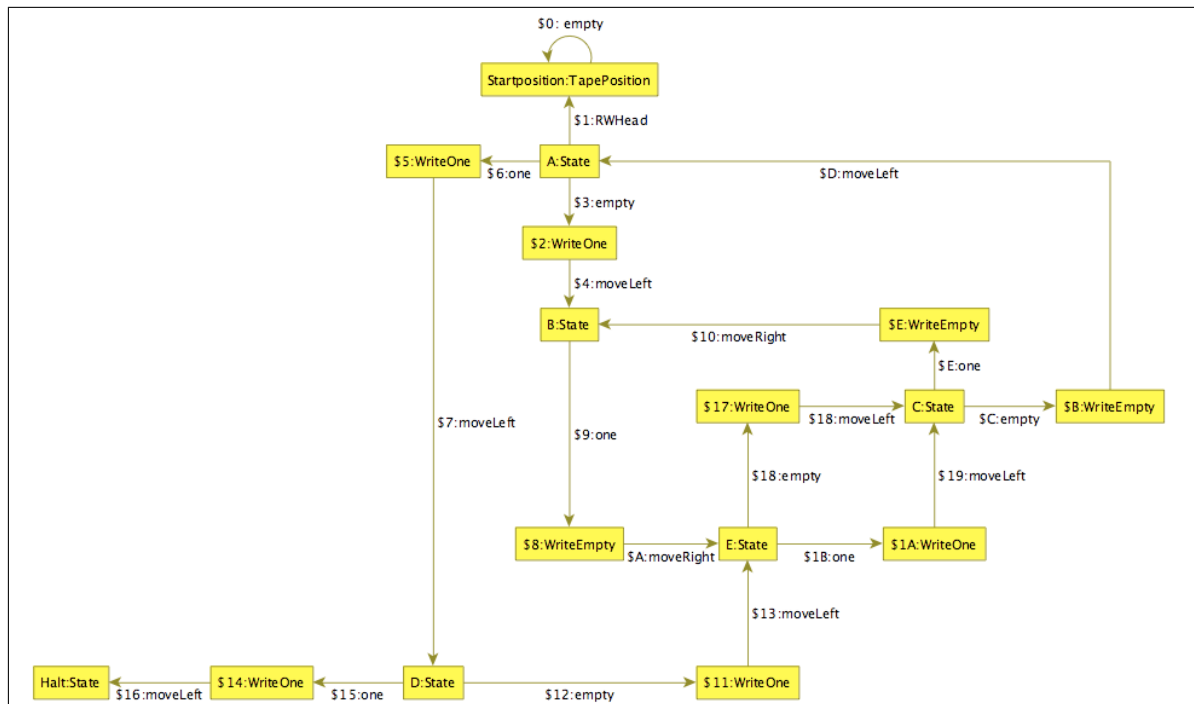 $0: empty
Startposition:TapePosition
$1:RWHead
$5:WriteOne
$6:one
A:State
$D:moveLeft
$3:empty
$2:WriteOne
$4:moveLeft
B:State
$10:moveRight
$E:WriteEmpty
$E:one
$17:WriteOne
$18:moveLeft
C:State
$C:empty
$B:WriteEmpty
$7:moveLeft
$9:one
$18:empty
$19:moveLeft
$8:WriteEmpty
$A:moveRight
E:State
$1B:one
$1A:WriteOne
$13:moveLeft
Halt:State
$16:moveLeft
$14:WriteOne
$15:one
D:State
$12:empty
$11:WriteOne